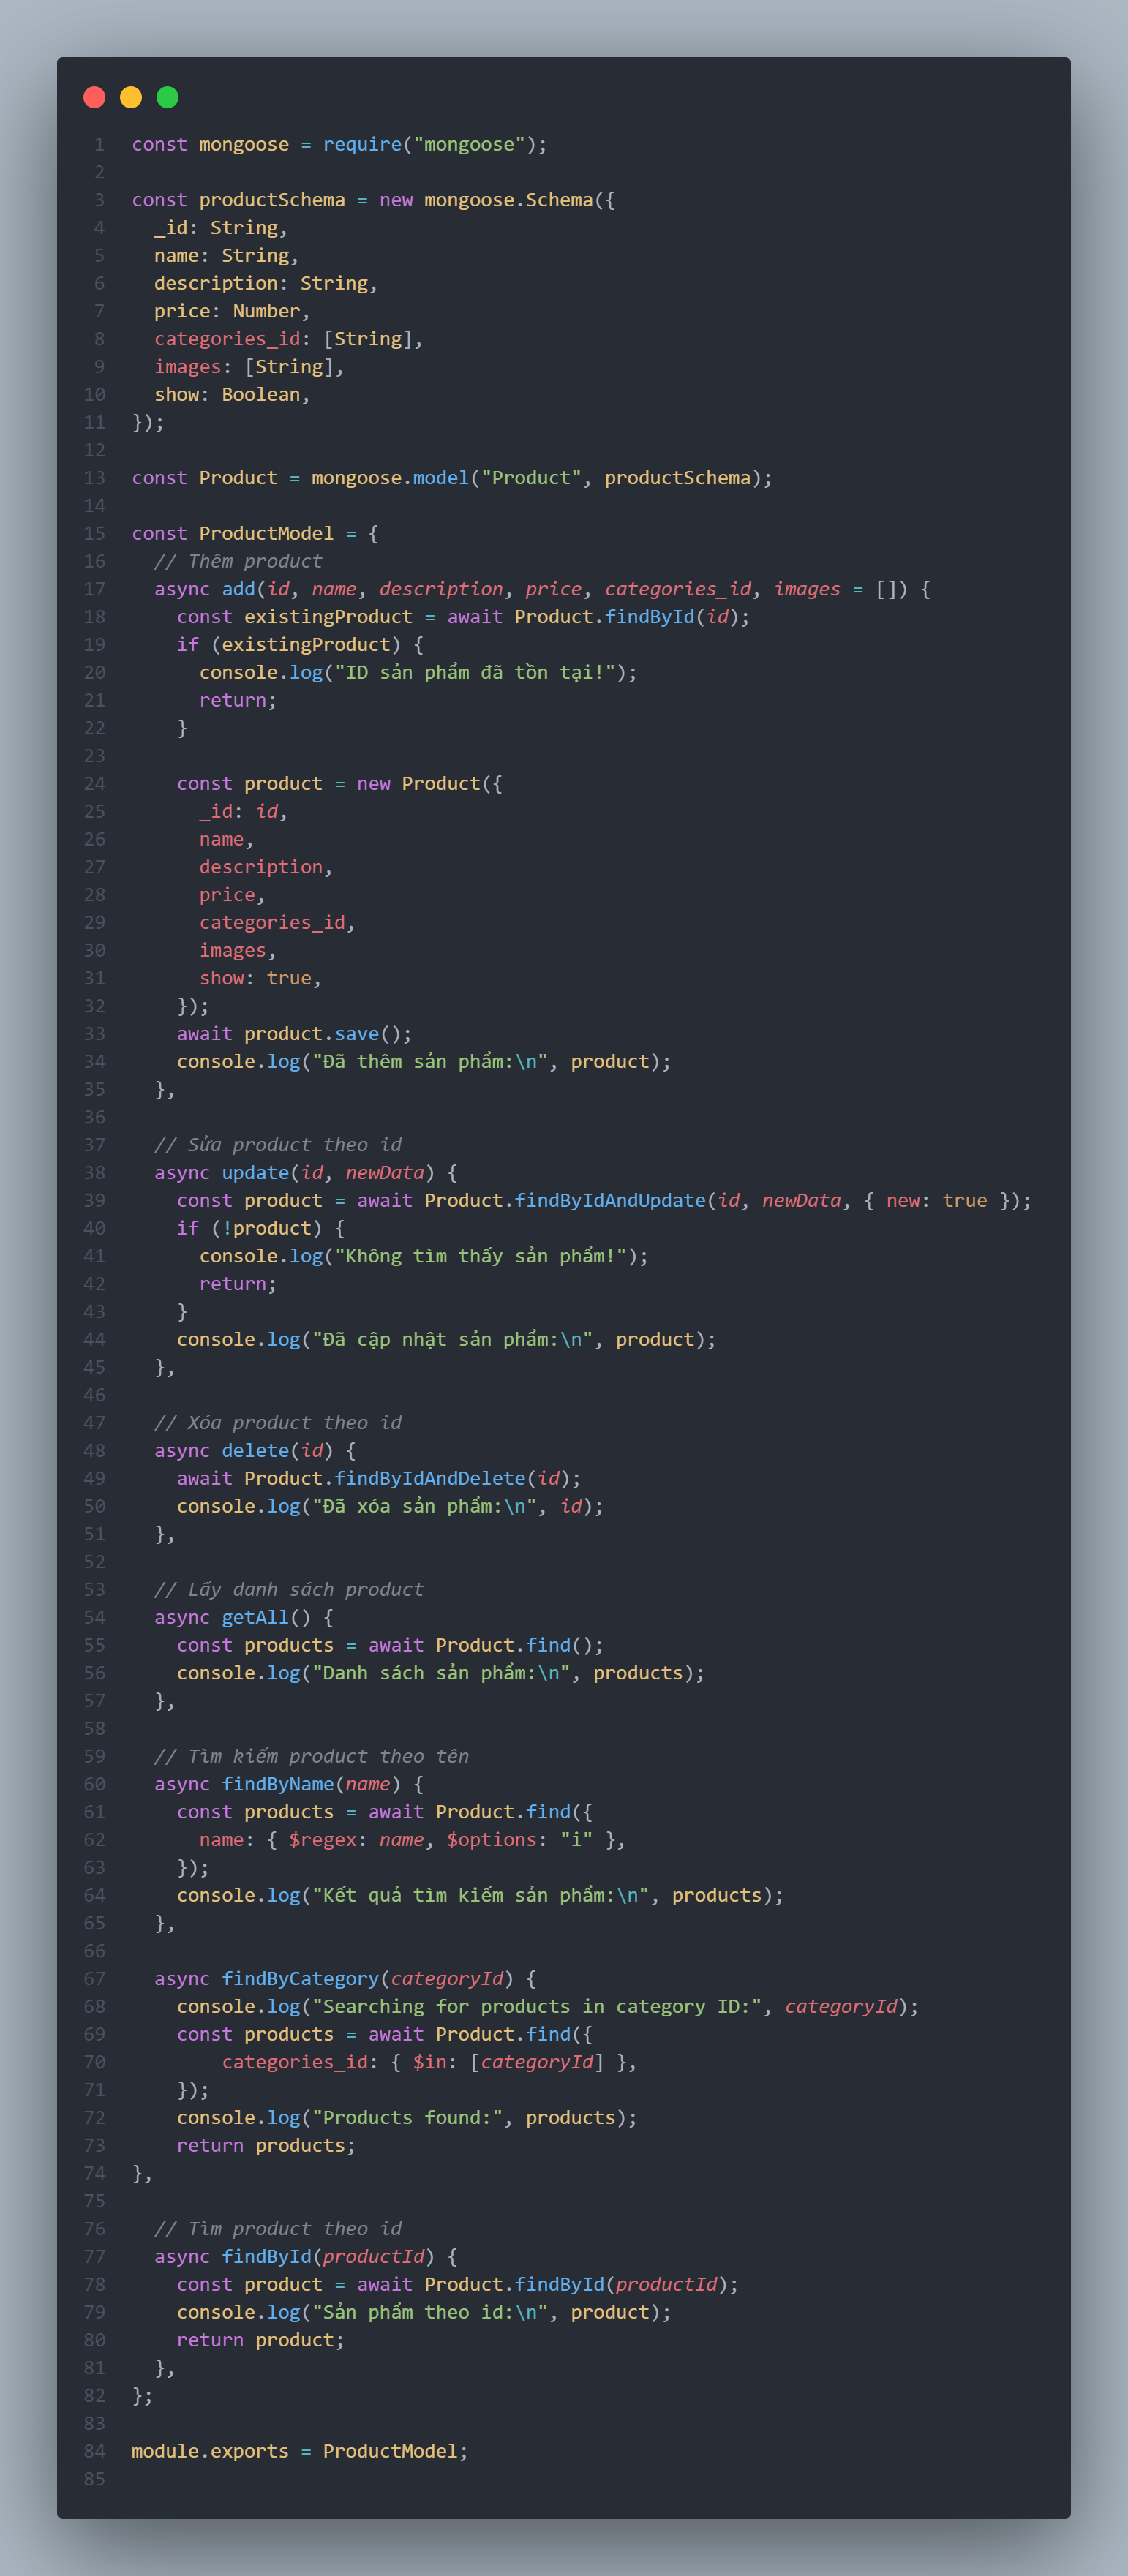 1 const mongoose = require("mongoose");
2
3 const productSchema = new mongoose.Schema({
4   _id: String,
5   name: String,
6   description: String,
7   price: Number,
8   categories_id: [String],
9   images: [String],
10   show: Boolean,
11 });
12
13 const Product = mongoose.model("Product", productSchema);
14
15 const ProductModel = {
16   // Thêm product
17   async add(id, name, description, price, categories_id, images = []) {
18     const existingProduct = await Product.findById(id);
19     if (existingProduct) {
20       console.log("ID sản phẩm đã tồn tại!");
21       return;
22     }
23
24     const product = new Product({
25       _id: id,
26       name,
27       description,
28       price,
29       categories_id,
30       images,
31       show: true,
32     });
33     await product.save();
34     console.log("Đã thêm sản phẩm:\n", product);
35   },
36
37   // Sửa product theo id
38   async update(id, newData) {
39     const product = await Product.findByIdAndUpdate(id, newData, { new: true });
40     if (!product) {
41       console.log("Không tìm thấy sản phẩm!");
42       return;
43     }
44     console.log("Đã cập nhật sản phẩm:\n", product);
45   },
46
47   // Xóa product theo id
48   async delete(id) {
49     await Product.findByIdAndDelete(id);
50     console.log("Đã xóa sản phẩm:\n", id);
51   },
52
53   // Lấy danh sách product
54   async getAll() {
55     const products = await Product.find();
56     console.log("Danh sách sản phẩm:\n", products);
57   },
58
59   // Tìm kiếm product theo tên
60   async findByName(name) {
61     const products = await Product.find({
62       name: { $regex: name, $options: "i" },
63     });
64     console.log("Kết quả tìm kiếm sản phẩm:\n", products);
65   },
66
67   async findByCategory(categoryId) {
68     console.log("Searching for products in category ID:", categoryId);
69     const products = await Product.find({
70         categories_id: { $in: [categoryId] },
71     });
72     console.log("Products found:", products);
73     return products;
74 },
75
76   // Tìm product theo id
77   async findById(productId) {
78     const product = await Product.findById(productId);
79     console.log("Sản phẩm theo id:\n", product);
80     return product;
81   },
82 };
83
84 module.exports = ProductModel;
85